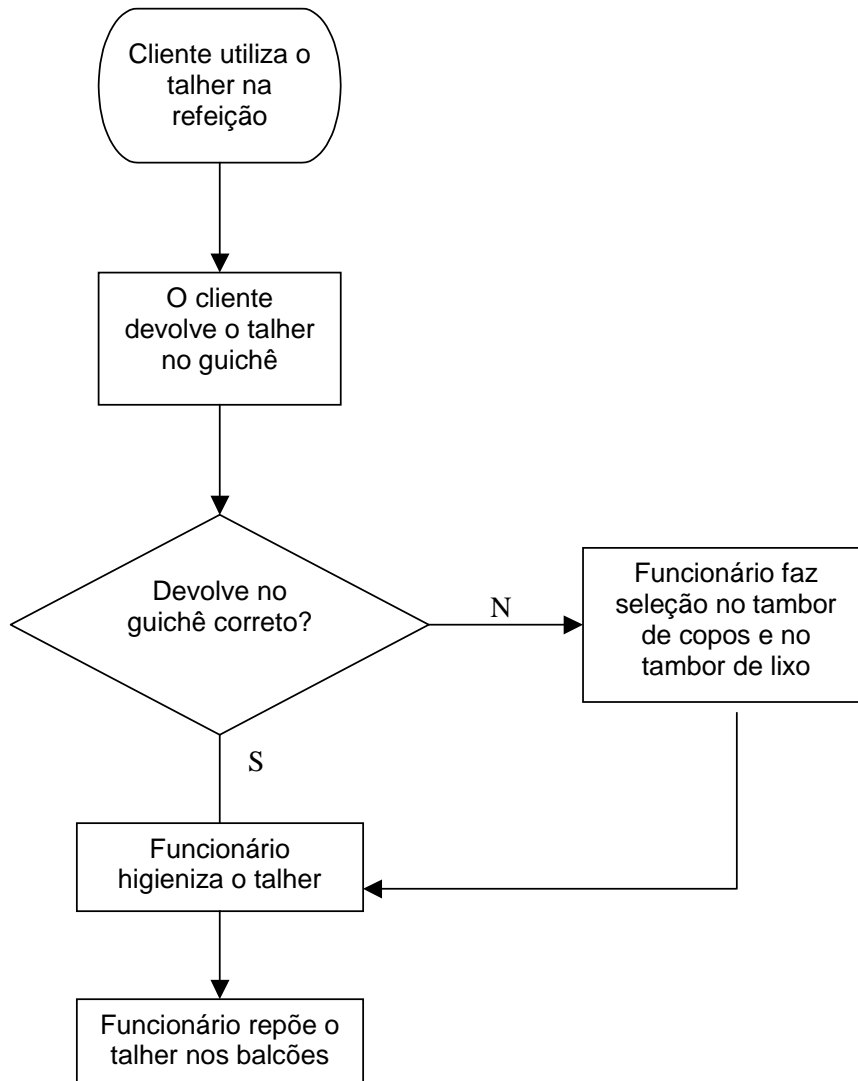 Cliente utiliza o
talher na
refeição
O cliente
devolve o talher
no guichê
Devolve no
guichê correto?
N
Funcionário faz
seleção no tambor
de copos e no
tambor de lixo
S
Funcionário
higieniza o talher
Funcionário repõe o
talher nos balcões